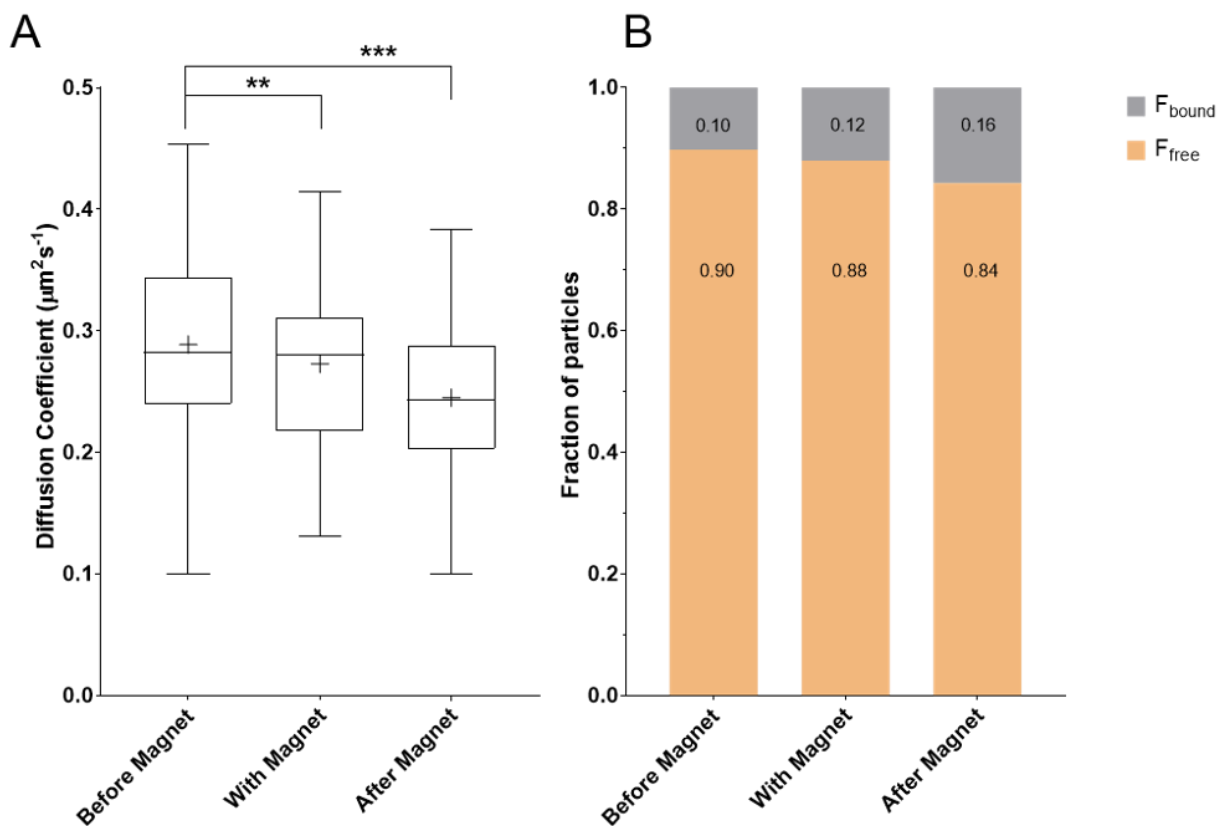 A
***
**
0.5
0.4
0.3
0.2
0.1
0.0
Diffusion Coefficient (μm²s⁻¹)
Before Magnet
With Magnet
After Magnet
B
1.0
0.8
0.6
0.4
0.2
0.0
Fraction of particles
0.10
0.12
0.16
0.90
0.88
0.84
Before Magnet
With Magnet
After Magnet
F_bound
F_free